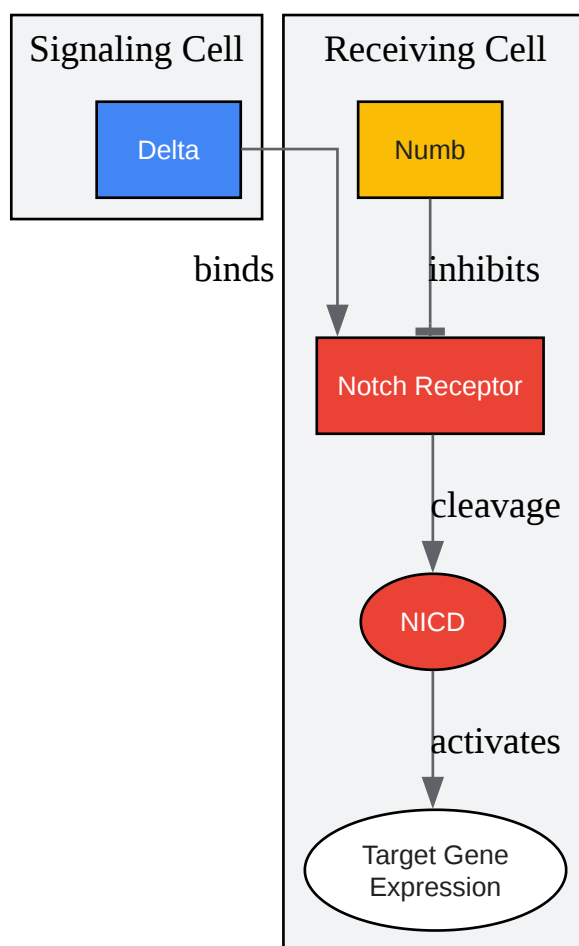 Signaling Cell
Receiving Cell
Delta
Numb
binds
inhibits
Notch Receptor
cleavage
NICD
activates
Target Gene
Expression